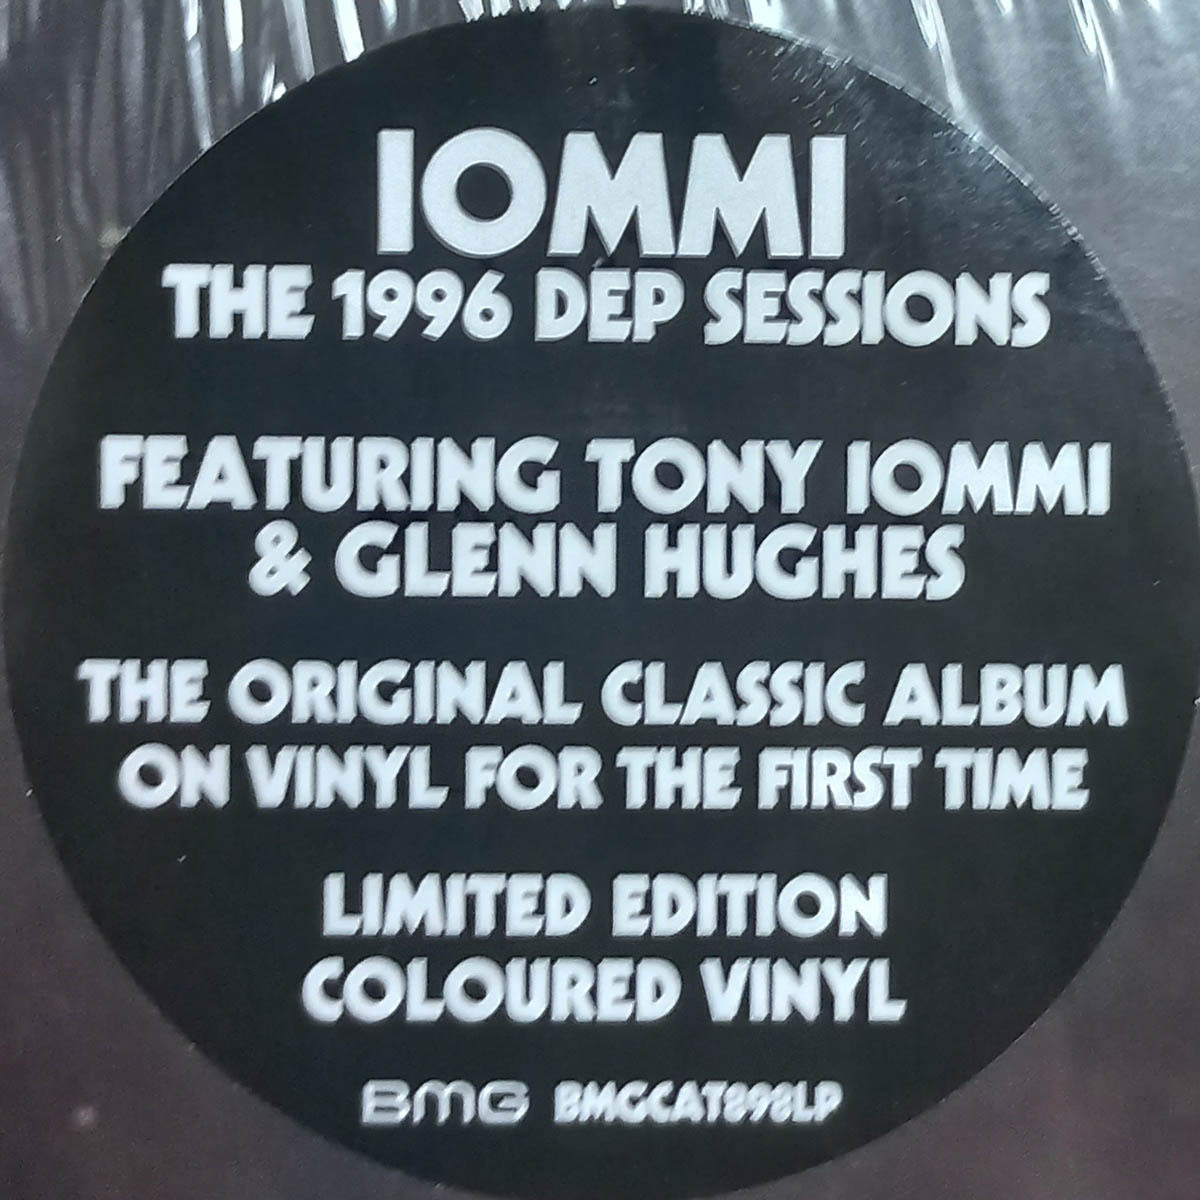 IOMMI
THE 1996 DEP SESSIONS
FEATURING TONY IOMMI
& GLENN HUGHES
THE ORIGINAL CLASSIC ALBUM
ON VINYL FOR THE FIRST TIME
LIMITED EDITION
COLOURED VINYL
BMG BMGCAT898LP